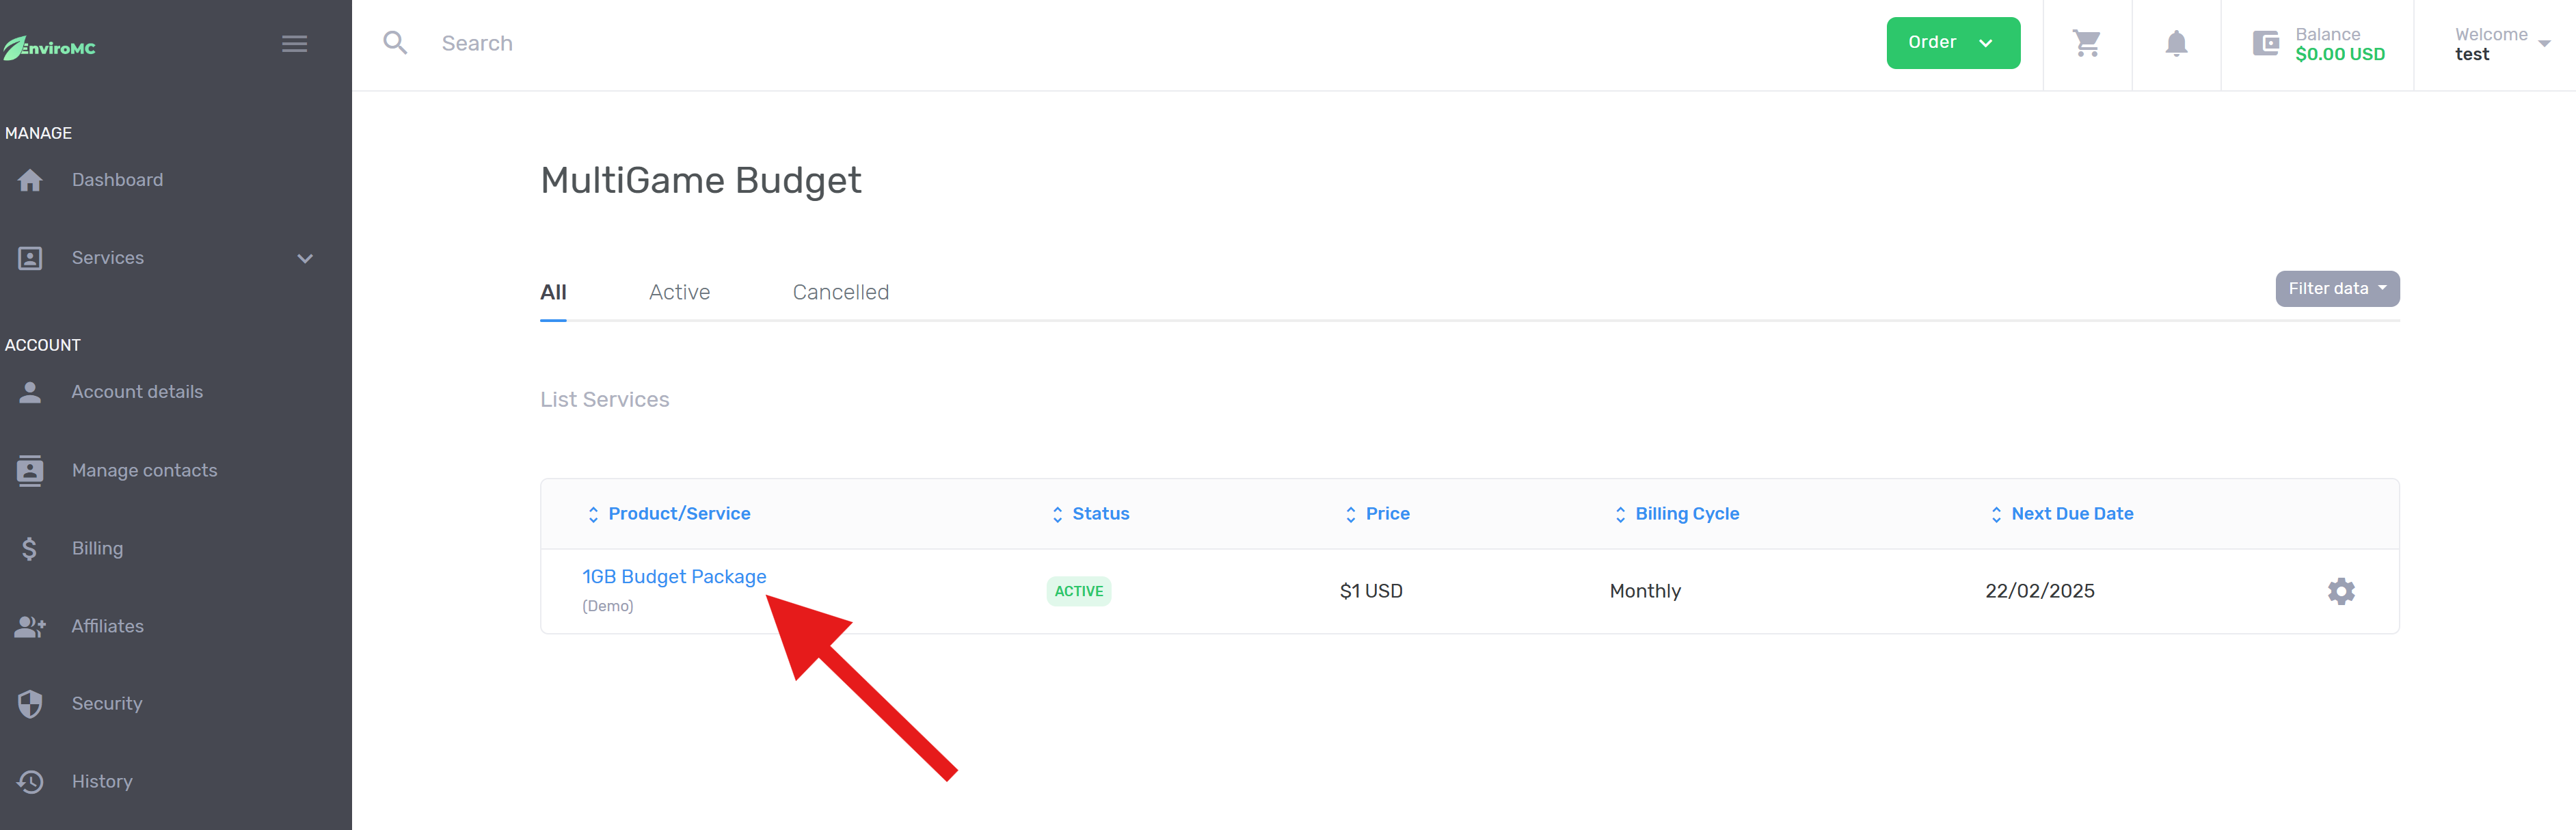 EnviroMC
Search
Order
Balance
$0.00 USD
Welcome
test
MANAGE
Dashboard
Services
ACCOUNT
Account details
Manage contacts
Billing
Affiliates
Security
History
MultiGame Budget
All Active Cancelled
Filter data
List Services
Product/Service Status Price Billing Cycle Next Due Date
1GB Budget Package
(Demo)
ACTIVE $1 USD Monthly 22/02/2025